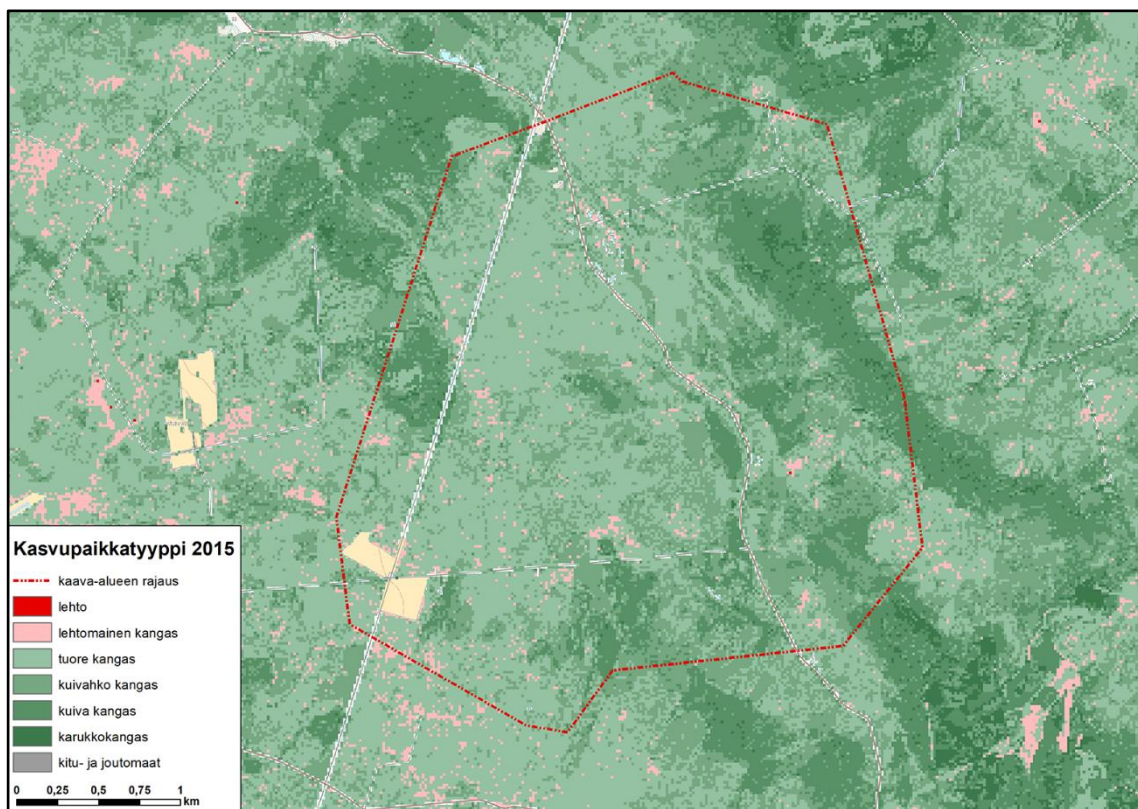 Kasvupaikkatyyppi 2015
kaava-alueen rajaus
lehto
lehtomainen kangas
tuore kangas
kuivahko kangas
kuiva kangas
karukkokangas
kitu- ja joutomaat
0 0,25 0,5 0,75 1
km